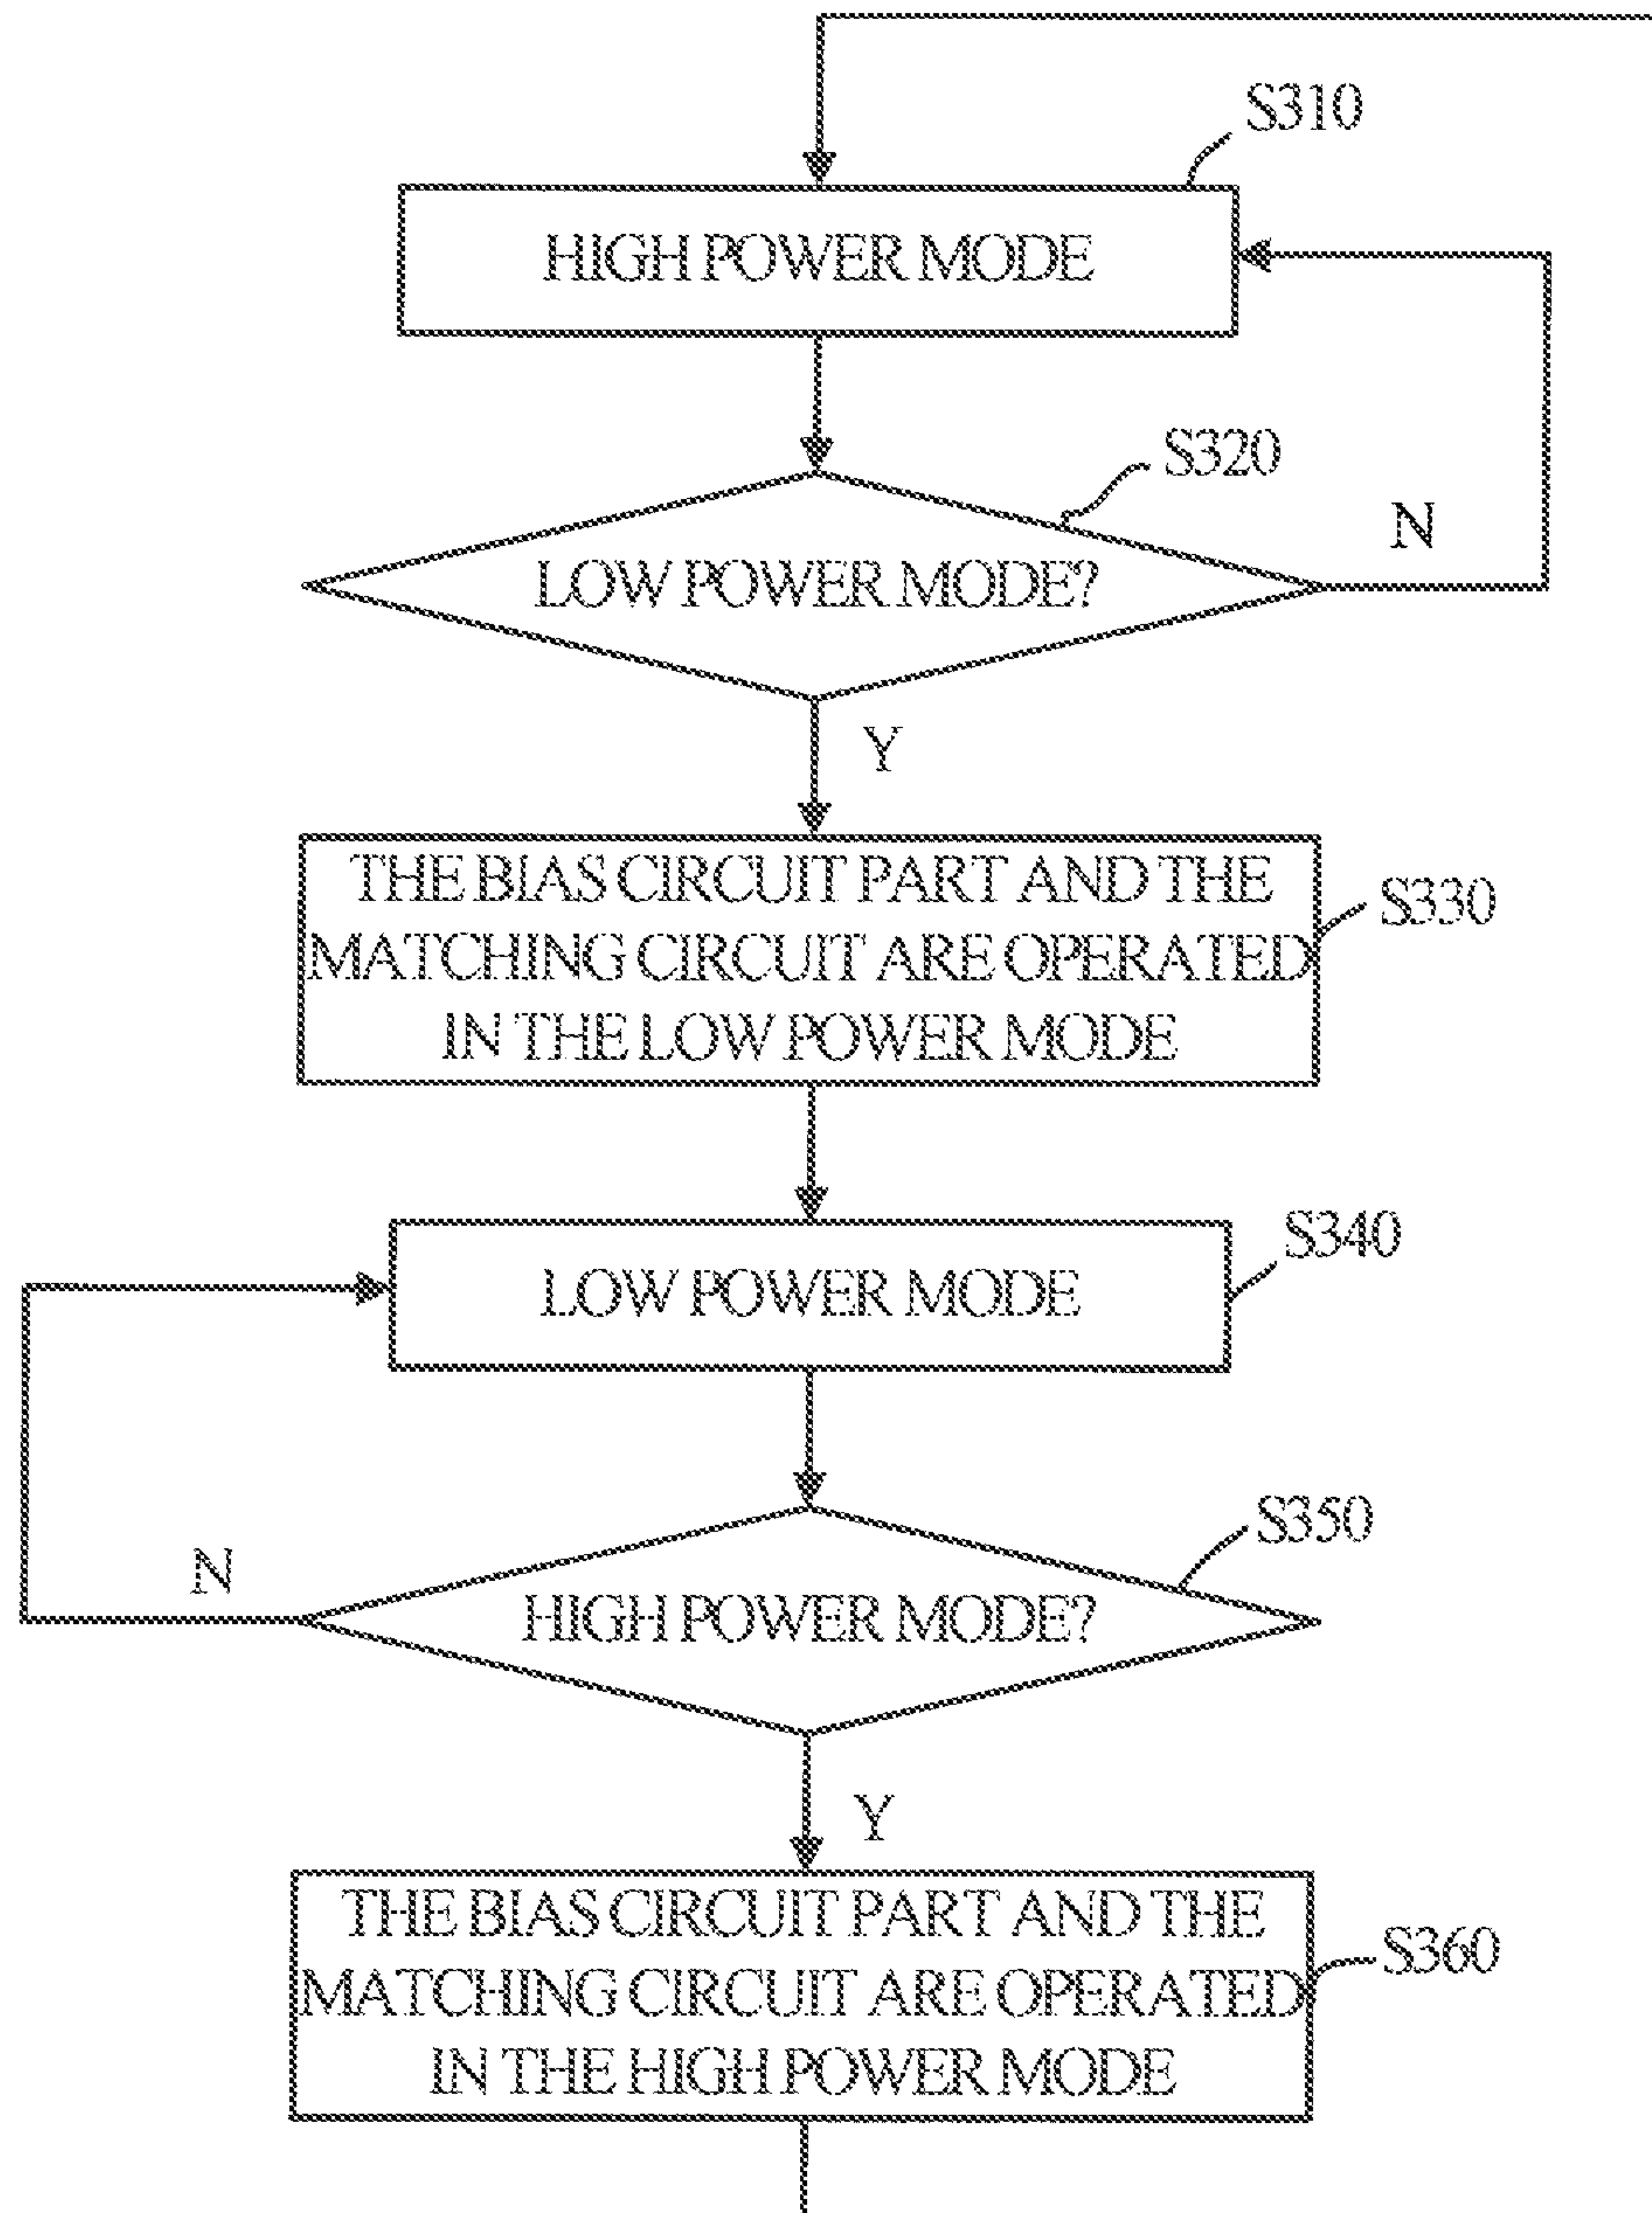 S310
HIGH POWER MODE
S320
LOW POWER MODE?
N
Y
THE BIAS CIRCUIT PART AND THE
MATCHING CIRCUIT ARE OPERATED
IN THE LOW POWER MODE
S330
LOW POWER MODE
S340
S350
HIGH POWER MODE?
N
Y
THE BIAS CIRCUIT PART AND THE
MATCHING CIRCUIT ARE OPERATED
IN THE HIGH POWER MODE
S360